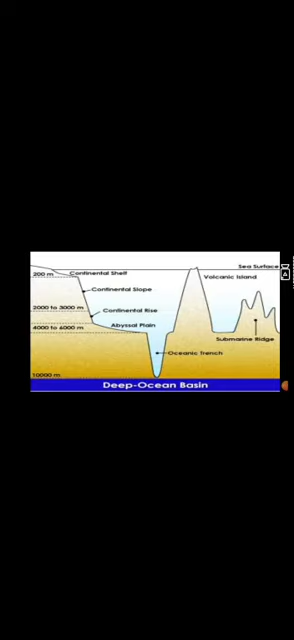 Sea Surface
200 m
Continental Shelf
Volcanic Island
Continental Slope
2000 to 3000 m
Continental Rise
4000 to 6000 m
Abyssal Plain
Submarine Ridge
Oceanic Trench
10000 m
Deep-Ocean Basin